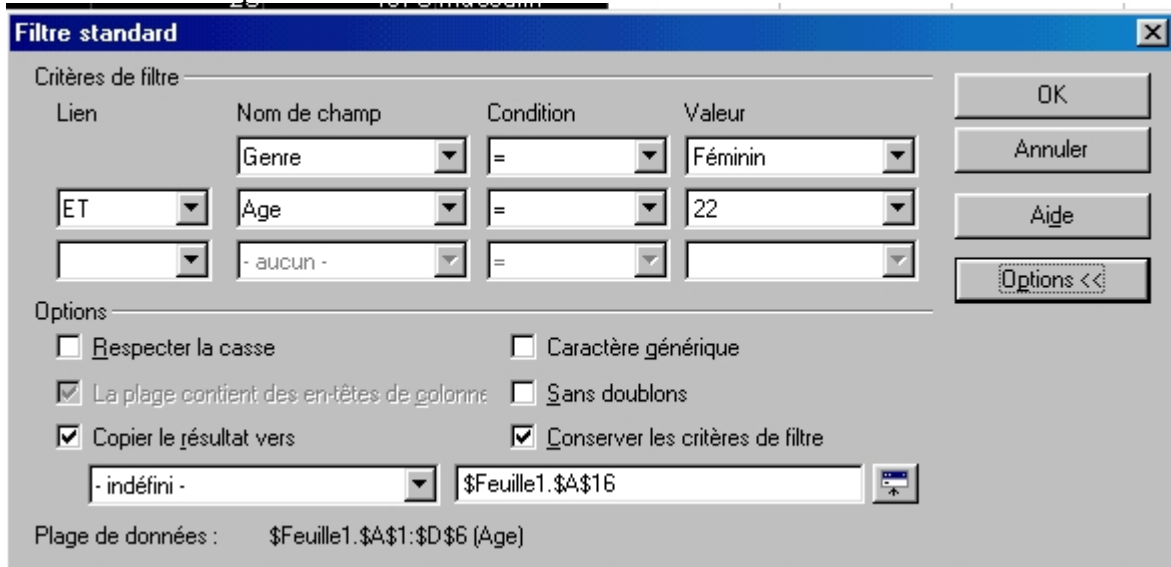 Filtre standard
Critères de filtre
Lien Nom de champ Condition Valeur
Genre = Féminin
ET Age = 22
- aucun - =
OK
Annuler
Aide
Options <<
Options
Respecter la casse Caractère générique
La plage contient des en-têtes de colonne Sans doublons
Copier le résultat vers Conserver les critères de filtre
- indéfini - $Feuille1.$A$16
Plage de données : $Feuille1.$A$1:$D$6 (Age)